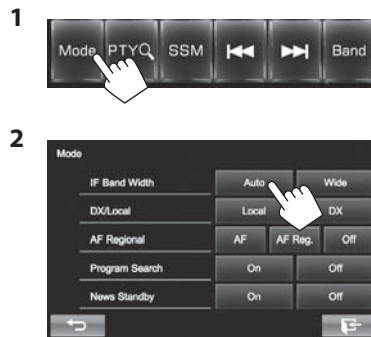 1
Mode PTY SSM Band
2
Mode
IF Band Width Auto Wide
DX/Local Local DX
AF Regional AF AF Reg. Off
Program Search On Off
News Standby On Off